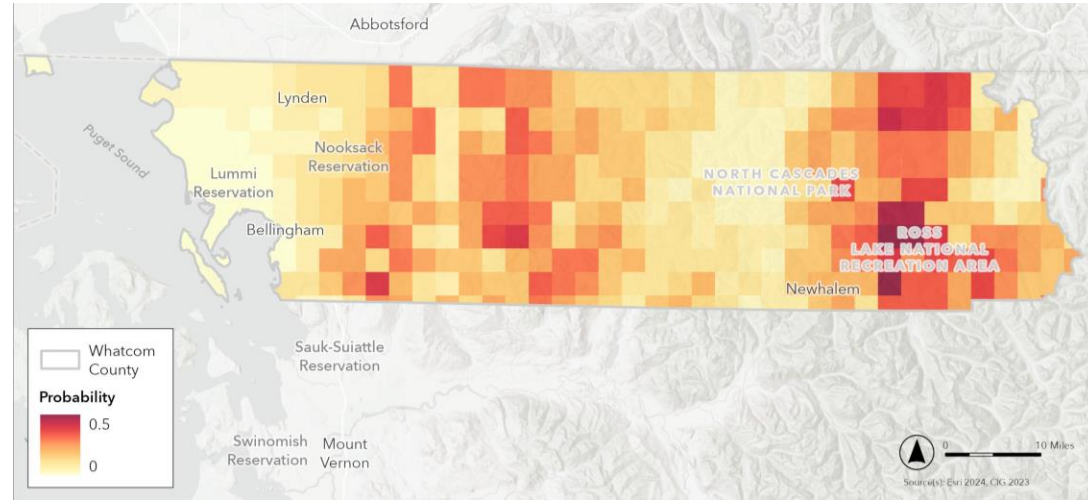 Abbotsford
Lynden
Puget Sound
Nooksack
Reservation
Lummi
Reservation
NORTH CASCADES
NATIONAL PARK
Bellingham
ROSS
LAKE NATIONAL
RECREATION AREA
Newhalem
Whatcom
County
Probability
0.5
0
Sauk-Suiattle
Reservation
Swinomish
Reservation
Mount
Vernon
0 10 Miles
Source(s): Esri 2024, CIG 2023